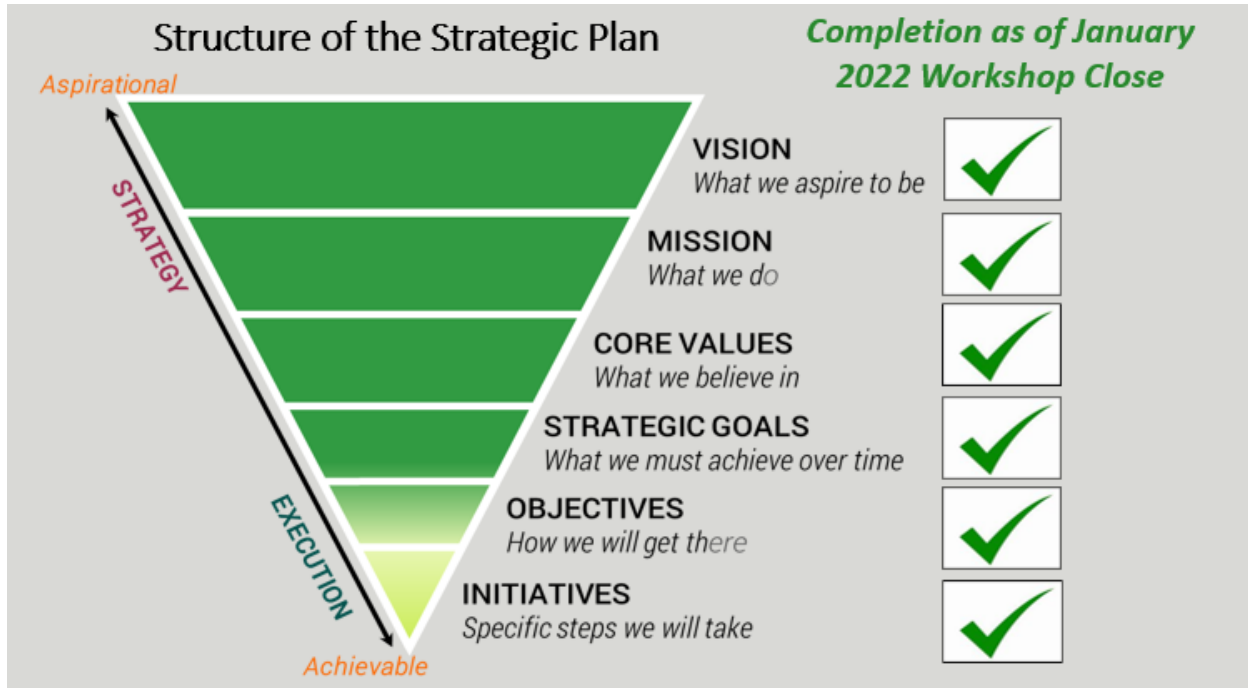 Structure of the Strategic Plan
Completion as of January
2022 Workshop Close
Aspirational
STRATEGY
EXECUTION
Achievable
VISION
What we aspire to be
MISSION
What we do
CORE VALUES
What we believe in
STRATEGIC GOALS
What we must achieve over time
OBJECTIVES
How we will get there
INITIATIVES
Specific steps we will take